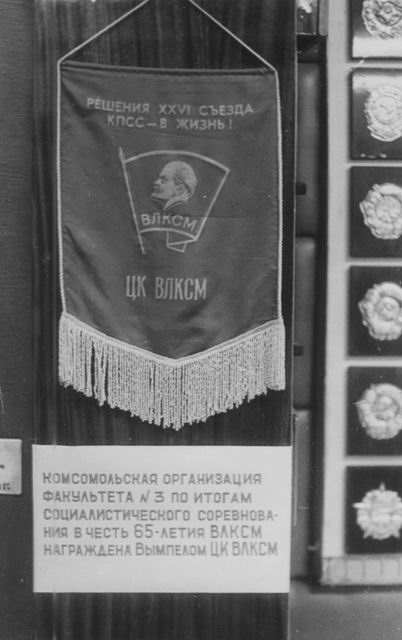 РЕШЕНИЯ XXVI СЪЕЗДА
КПСС — В ЖИЗНЬ!
ВЛКСМ
ЦК ВЛКСМ
КОМСОМОЛЬСКАЯ ОРГАНИЗАЦИЯ
ФАКУЛЬТЕТА N 3 ПО ИТОГАМ
СОЦИАЛИСТИЧЕСКОГО СОРЕВНОВА-
НИЯ В ЧЕСТЬ 65-ЛЕТИЯ ВЛКСМ
НАГРАЖДЕНА ВЫМПЕЛОМ ЦК ВЛКСМ